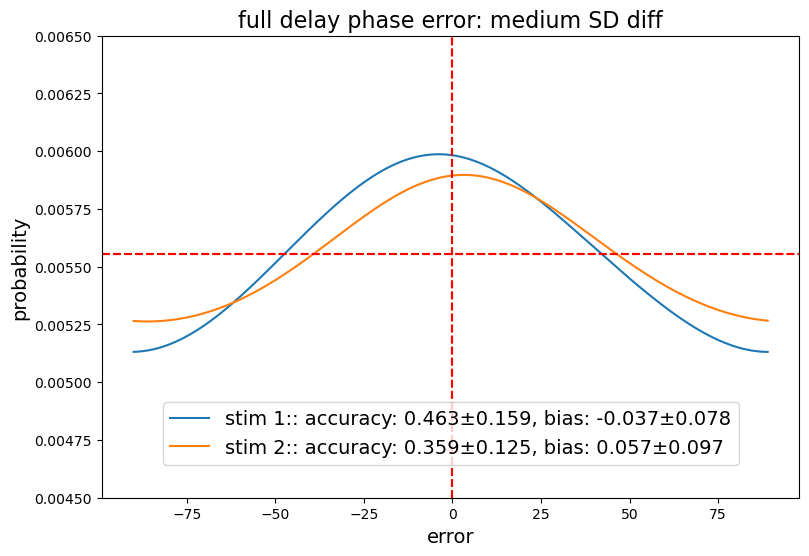 full delay phase error: medium SD diff
0.00650
0.00625
0.00600
0.00575
0.00550
0.00525
0.00500
0.00475
0.00450
probability
stim 1:: accuracy: 0.463±0.159, bias: -0.037±0.078
stim 2:: accuracy: 0.359±0.125, bias: 0.057±0.097
−75 −50 −25 0 25 50 75
error